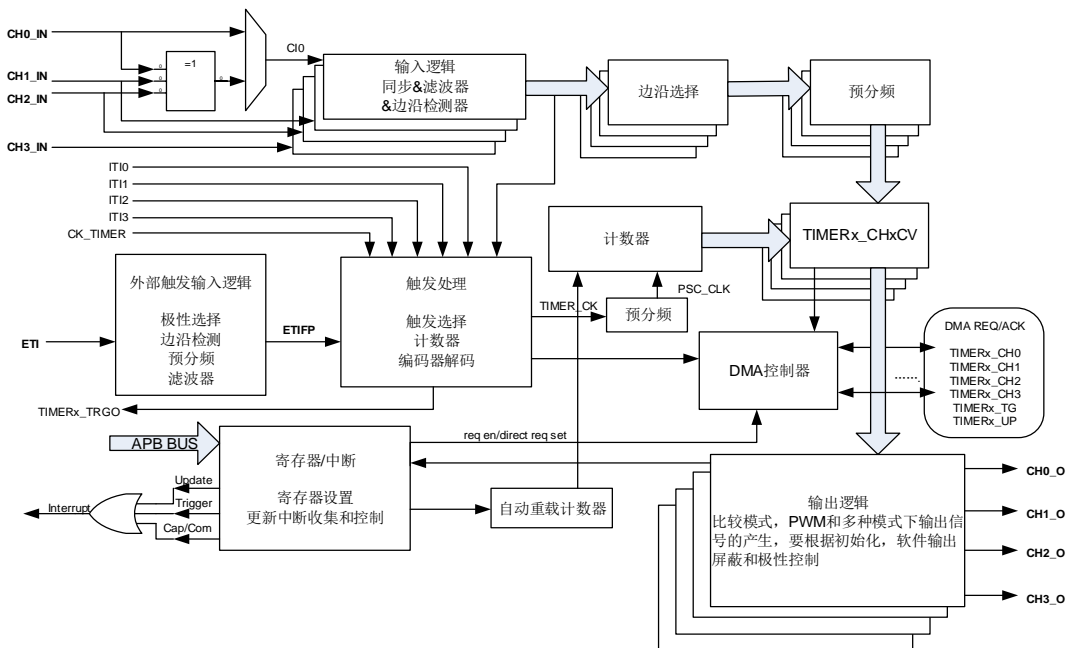 CH0_IN
CH1_IN
CH2_IN
CH3_IN
=1
CI0
输入逻辑
同步&滤波器
&边沿检测器
边沿选择
预分频
ITI0
ITI1
ITI2
ITI3
CK_TIMER
计数器
TIMERx_CHxCV
外部触发输入逻辑
极性选择
边沿检测
预分频
滤波器
ETI
ETIFP
触发处理
触发选择
计数器
编码器解码
TIMER_CK
PSC_CLK
预分频
DMA控制器
DMA REQ/ACK
TIMERx_CH0
TIMERx_CH1
TIMERx_CH2
TIMERx_CH3
TIMERx_TG
TIMERx_UP
…...
TIMERx_TRGO
APB BUS
req en/direct req set
寄存器/中断
寄存器设置
更新中断收集和控制
Update
Trigger
Cap/Com
Interrupt
自动重载计数器
输出逻辑
比较模式，PWM和多种模式下输出信
号的产生，要根据初始化，软件输出
屏蔽和极性控制
CH0_O
CH1_O
CH2_O
CH3_O